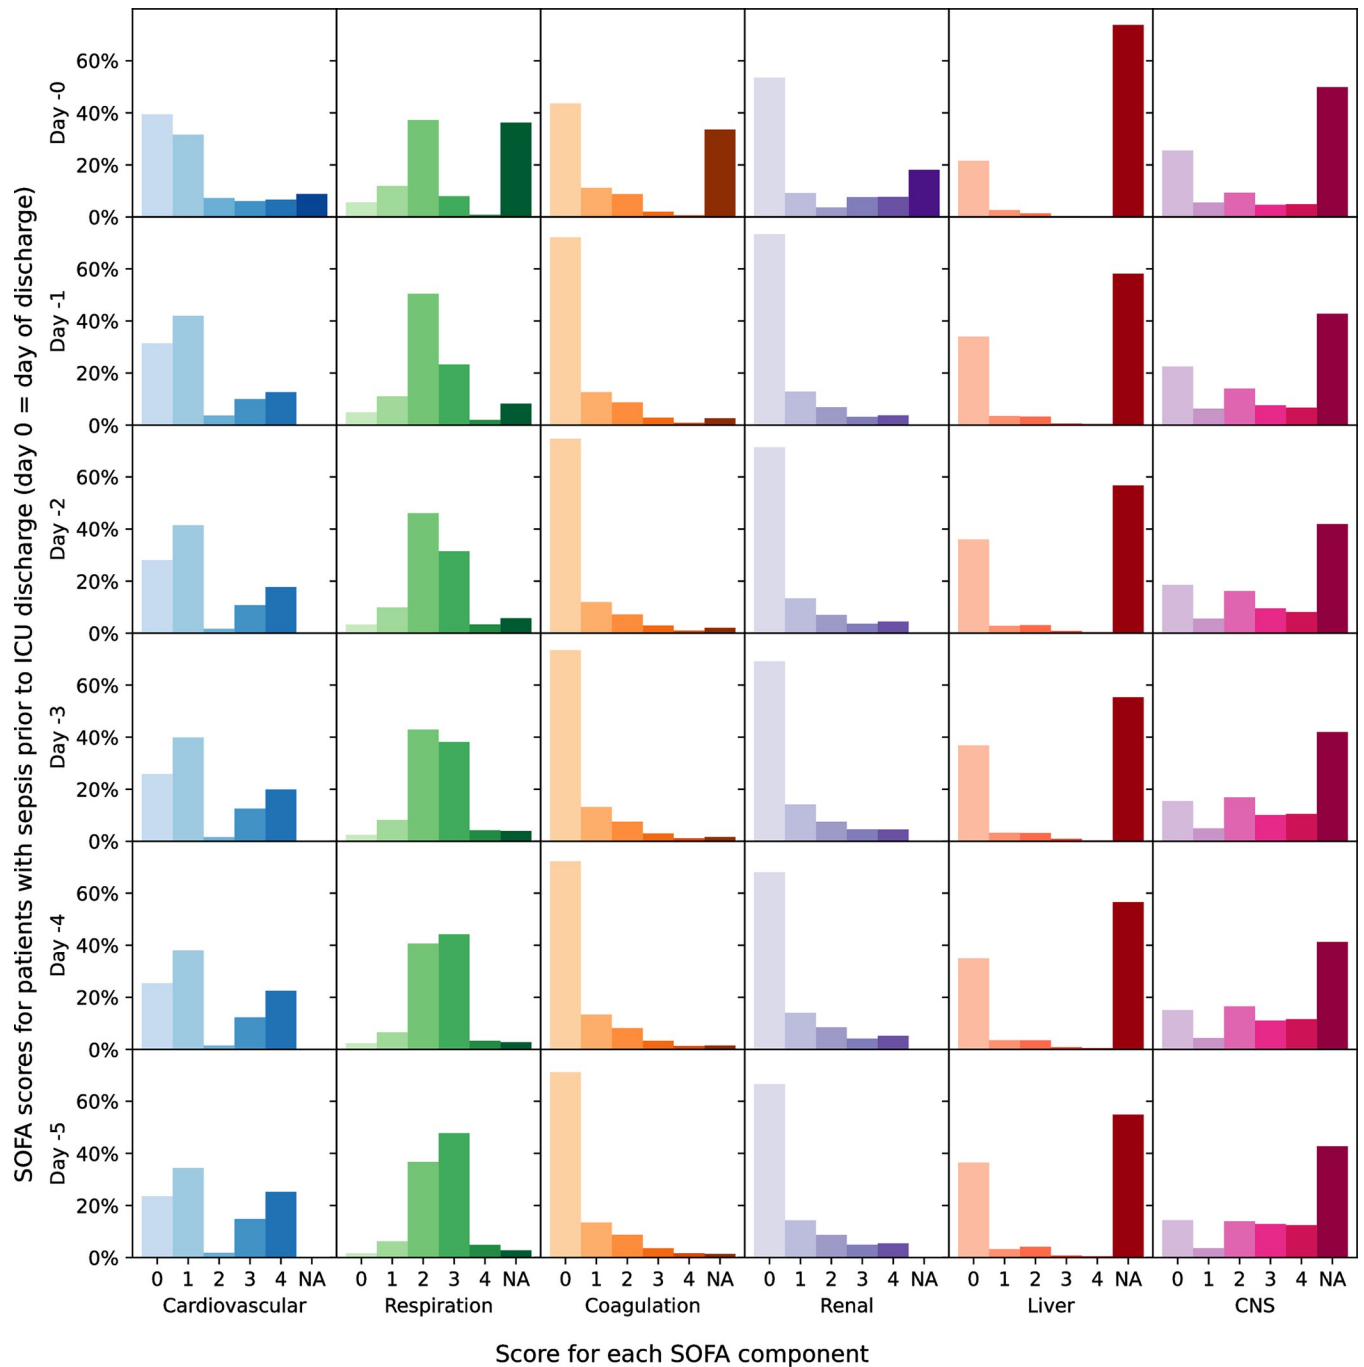 SOFA scores for patients with sepsis prior to ICU discharge (day 0 = day of discharge)
Day -0
60%
40%
20%
0%
Day -1
60%
40%
20%
0%
Day -2
60%
40%
20%
0%
Day -3
60%
40%
20%
0%
Day -4
60%
40%
20%
0%
Day -5
60%
40%
20%
0%
0 1 2 3 4 NA 0 1 2 3 4 NA 0 1 2 3 4 NA 0 1 2 3 4 NA 0 1 2 3 4 NA 0 1 2 3 4 NA
Cardiovascular Respiration Coagulation Renal Liver CNS
Score for each SOFA component